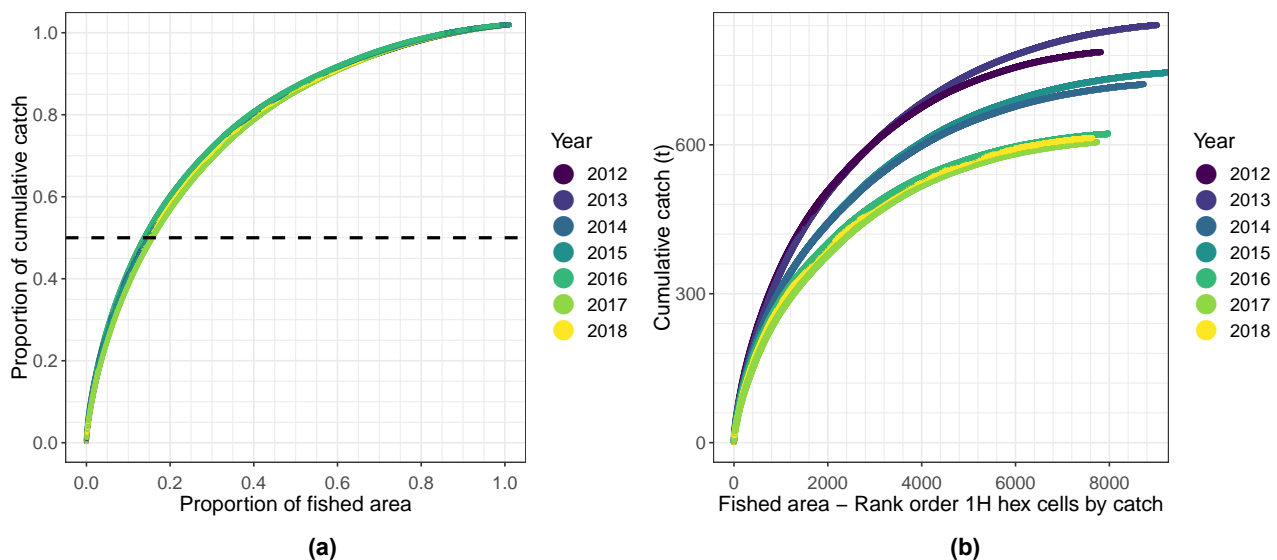 1.0
0.8
0.6
0.4
0.2
0.0
Proportion of cumulative catch
0.0 0.2 0.4 0.6 0.8 1.0
Proportion of fished area
Year
2012
2013
2014
2015
2016
2017
2018
(a)
600
300
0
Cumulative catch (t)
0 2000 4000 6000 8000
Fished area − Rank order 1H hex cells by catch
Year
2012
2013
2014
2015
2016
2017
2018
(b)